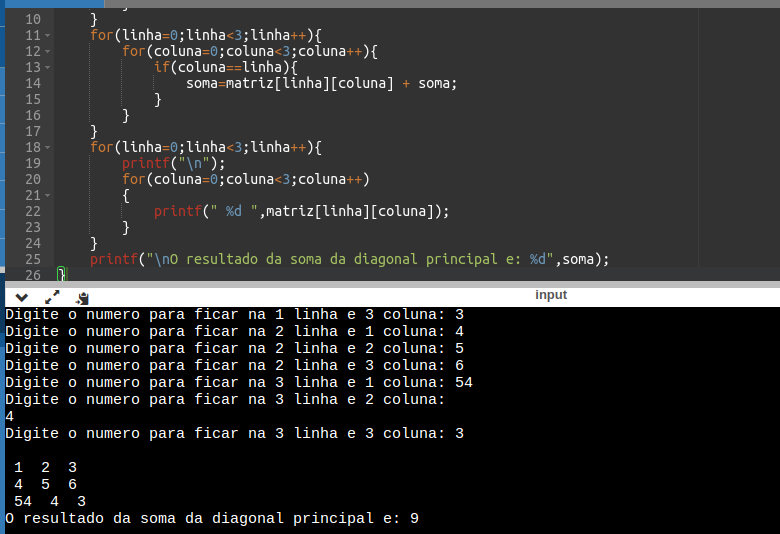 10 }
11 for(linha=0;linha<3;linha++){
12 for(coluna=0;coluna<3;coluna++){
13 if(coluna==linha){
14 soma=matriz[linha][coluna] + soma;
15 }
16 }
17 }
18 for(linha=0;linha<3;linha++){
19 printf("\n");
20 for(coluna=0;coluna<3;coluna++)
21 {
22 printf(" %d ",matriz[linha][coluna]);
23 }
24 }
25 printf("\nO resultado da soma da diagonal principal e: %d",soma);
26 }
input
Digite o numero para ficar na 1 linha e 3 coluna: 3
Digite o numero para ficar na 2 linha e 1 coluna: 4
Digite o numero para ficar na 2 linha e 2 coluna: 5
Digite o numero para ficar na 2 linha e 3 coluna: 6
Digite o numero para ficar na 3 linha e 1 coluna: 54
Digite o numero para ficar na 3 linha e 2 coluna:
4
Digite o numero para ficar na 3 linha e 3 coluna: 3
1 2 3
4 5 6
54 4 3
O resultado da soma da diagonal principal e: 9